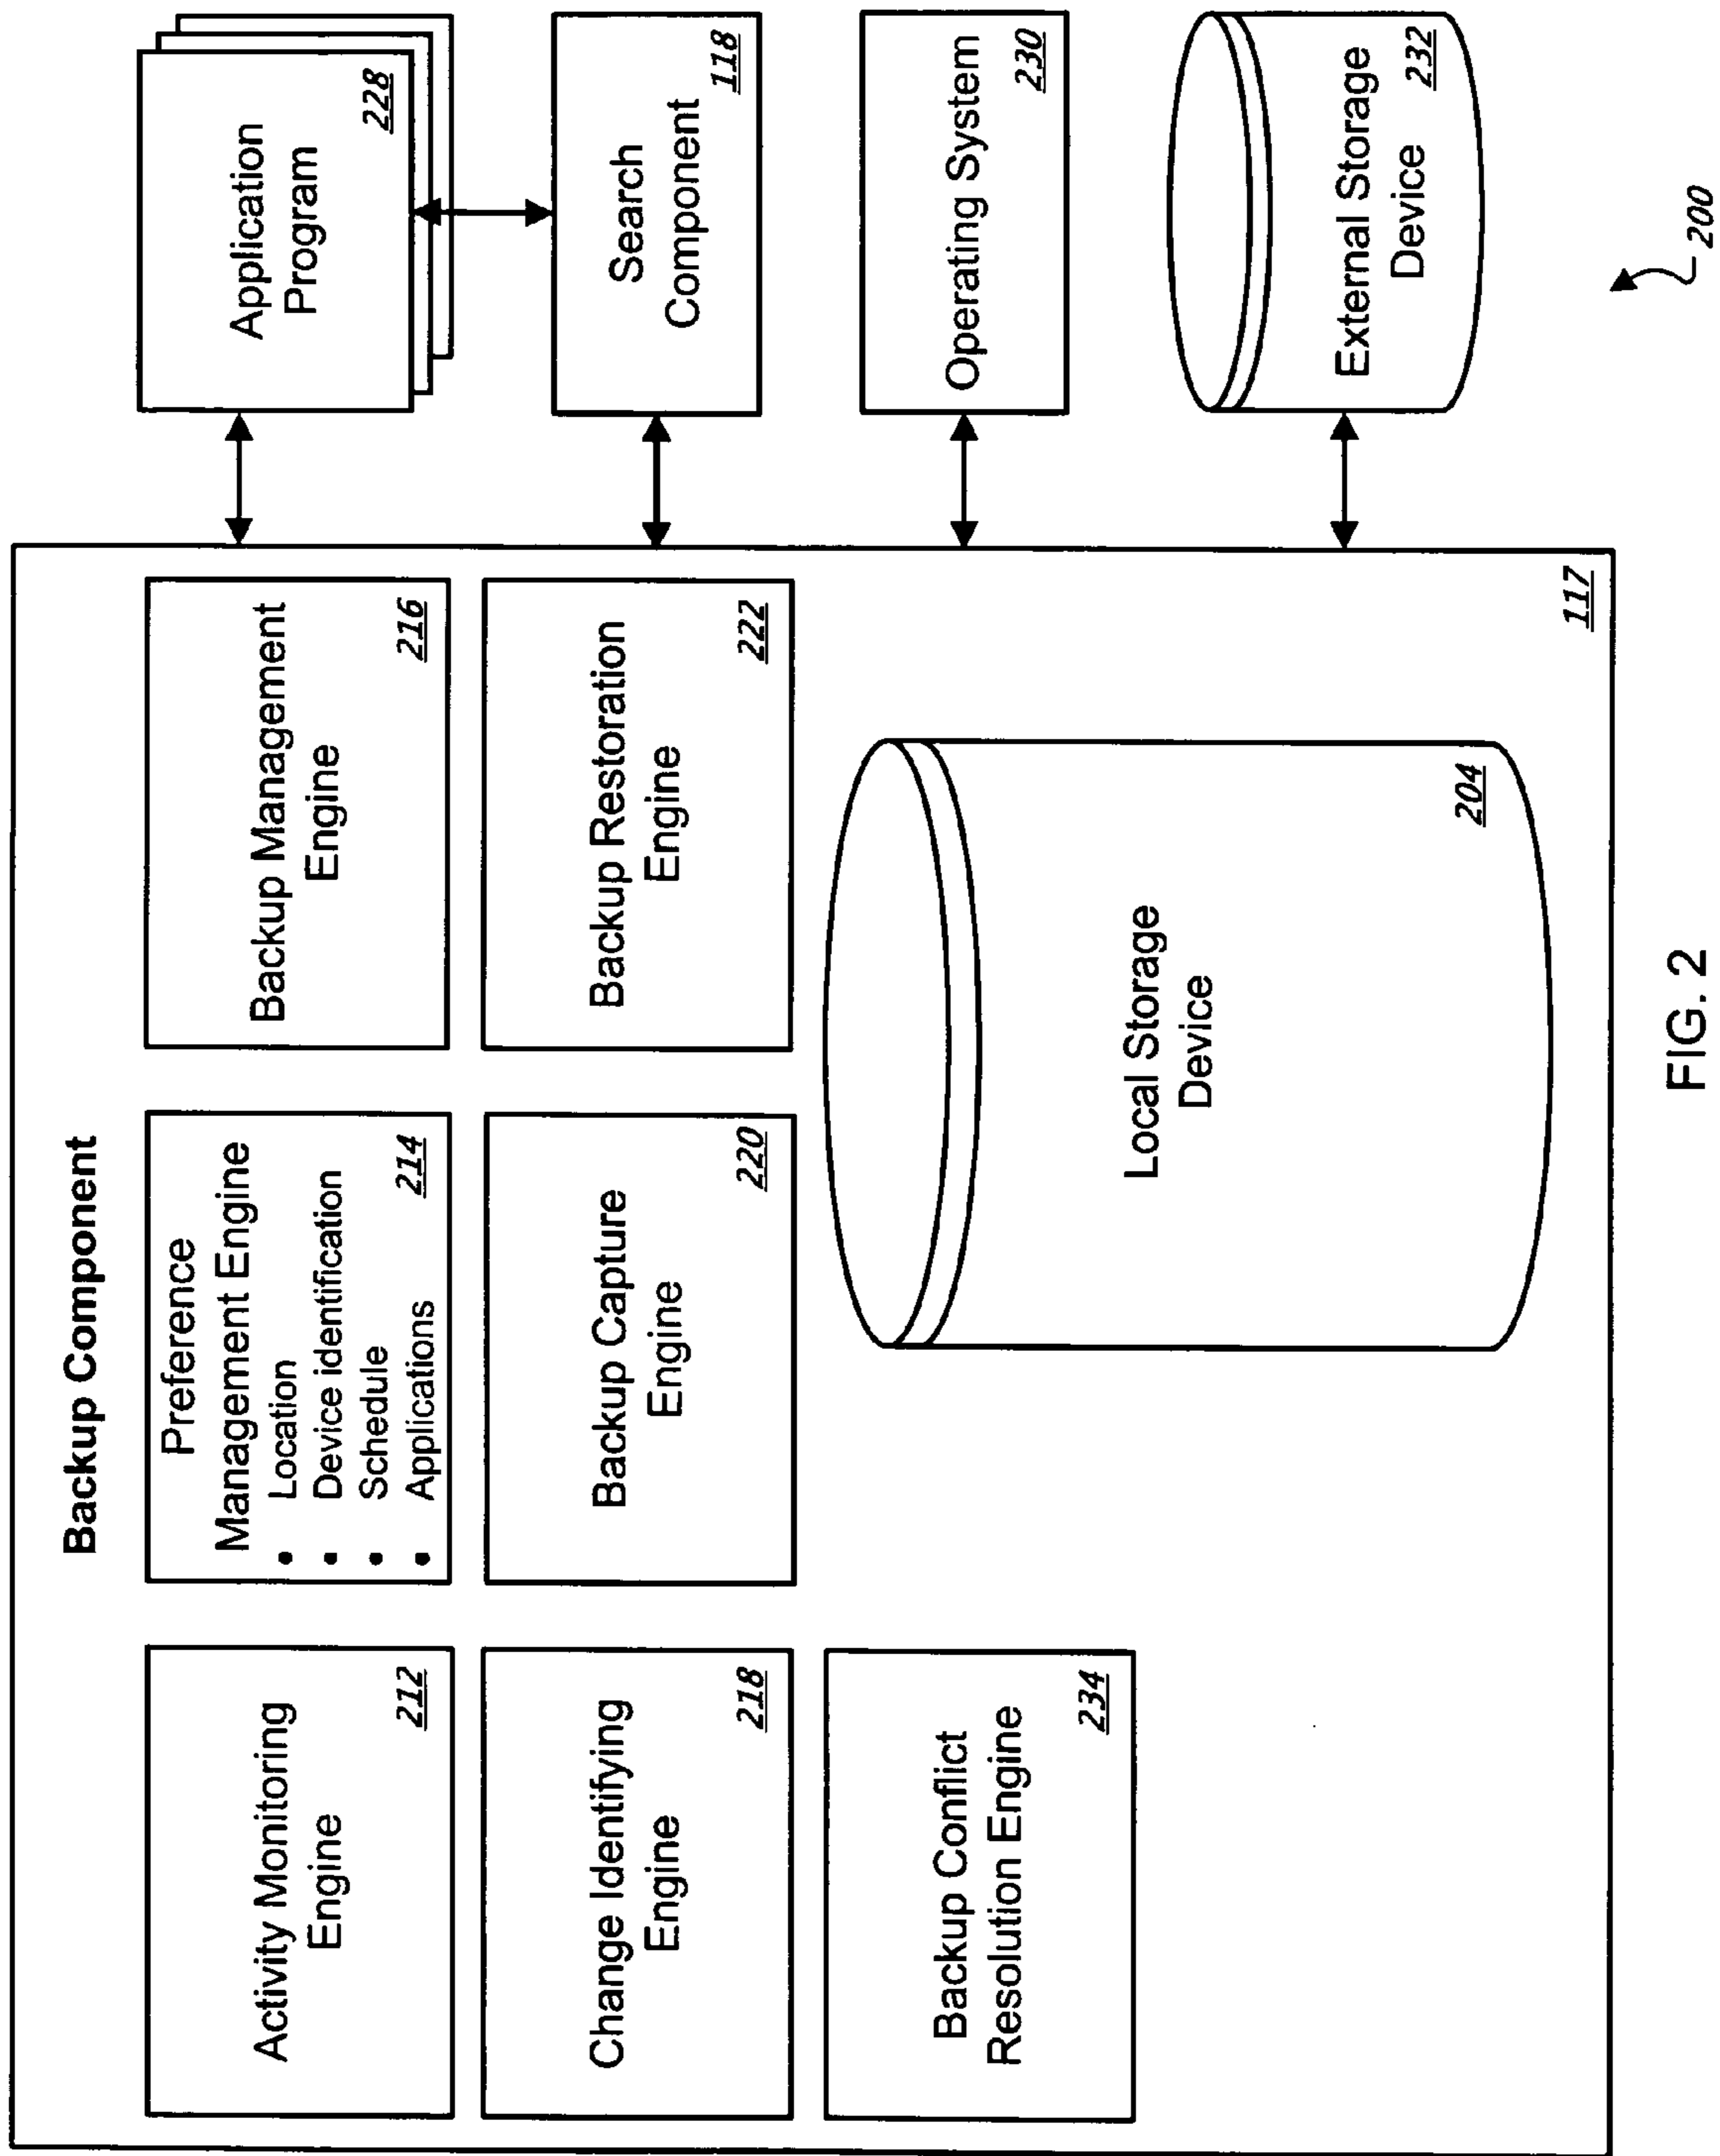 Backup Component
Activity Monitoring
Engine
212
Preference
Management Engine
• Location
• Device identification
• Schedule
• Applications
214
Backup Management
Engine
216
Change Identifying
Engine
218
Backup Capture
Engine
220
Backup Restoration
Engine
222
Backup Conflict
Resolution Engine
234
Local Storage
Device
204
117
Application
Program
228
Search
Component
118
Operating System
230
External Storage
Device
232
200
FIG. 2